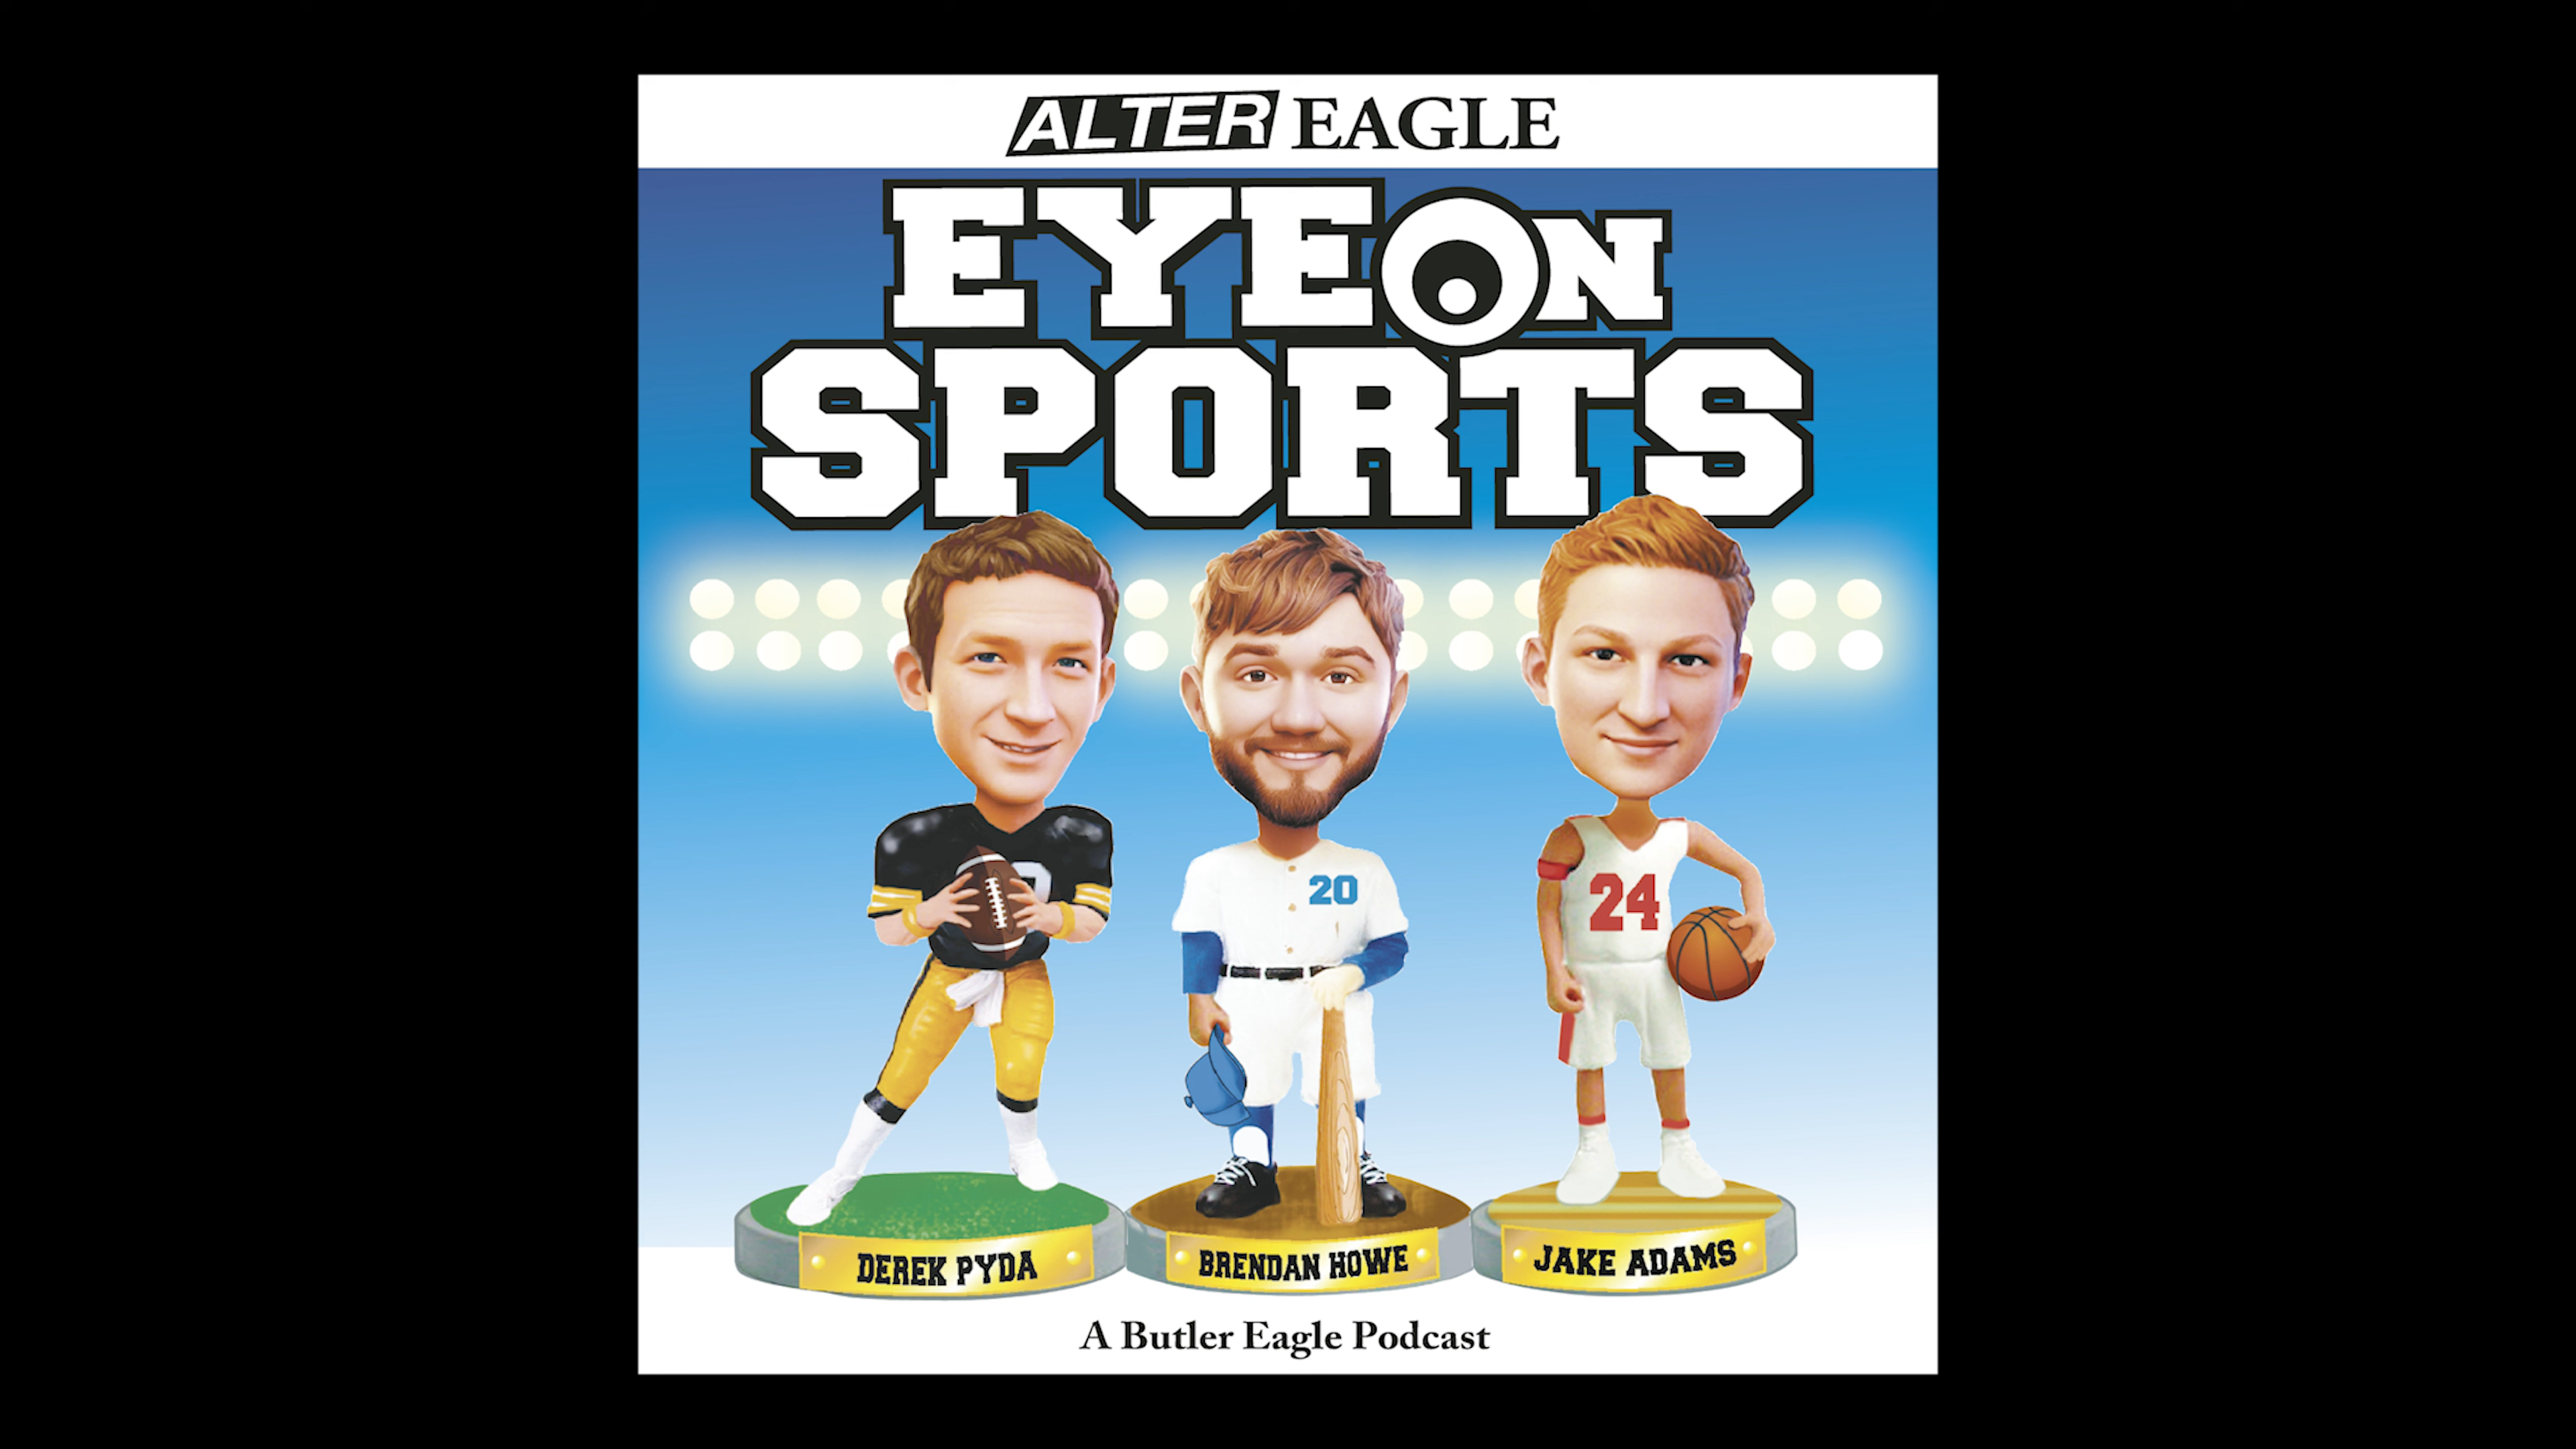 ALTER EAGLE
EYE ON
SPORTS
20
24
DEREK PYDA
BRENDAN HOWE
JAKE ADAMS
A Butler Eagle Podcast